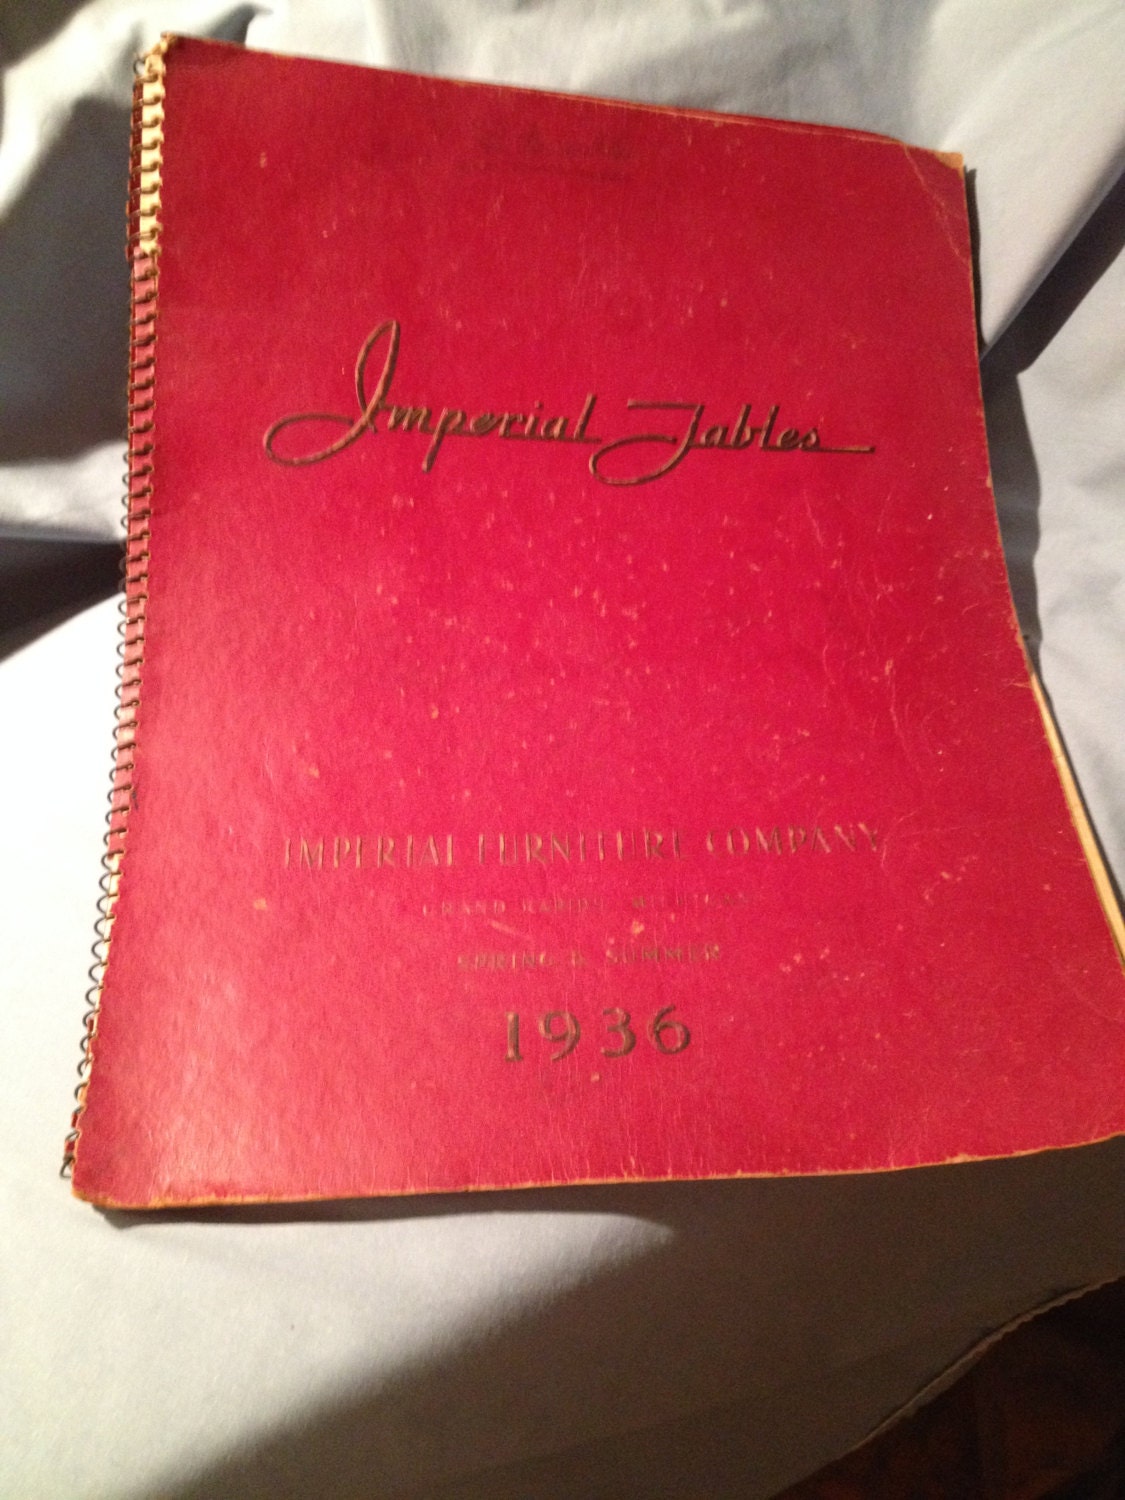 Imperial Tables
IMPERIAL FURNITURE COMPANY
GRAND RAPIDS, MICHIGAN
SPRING & SUMMER
1936